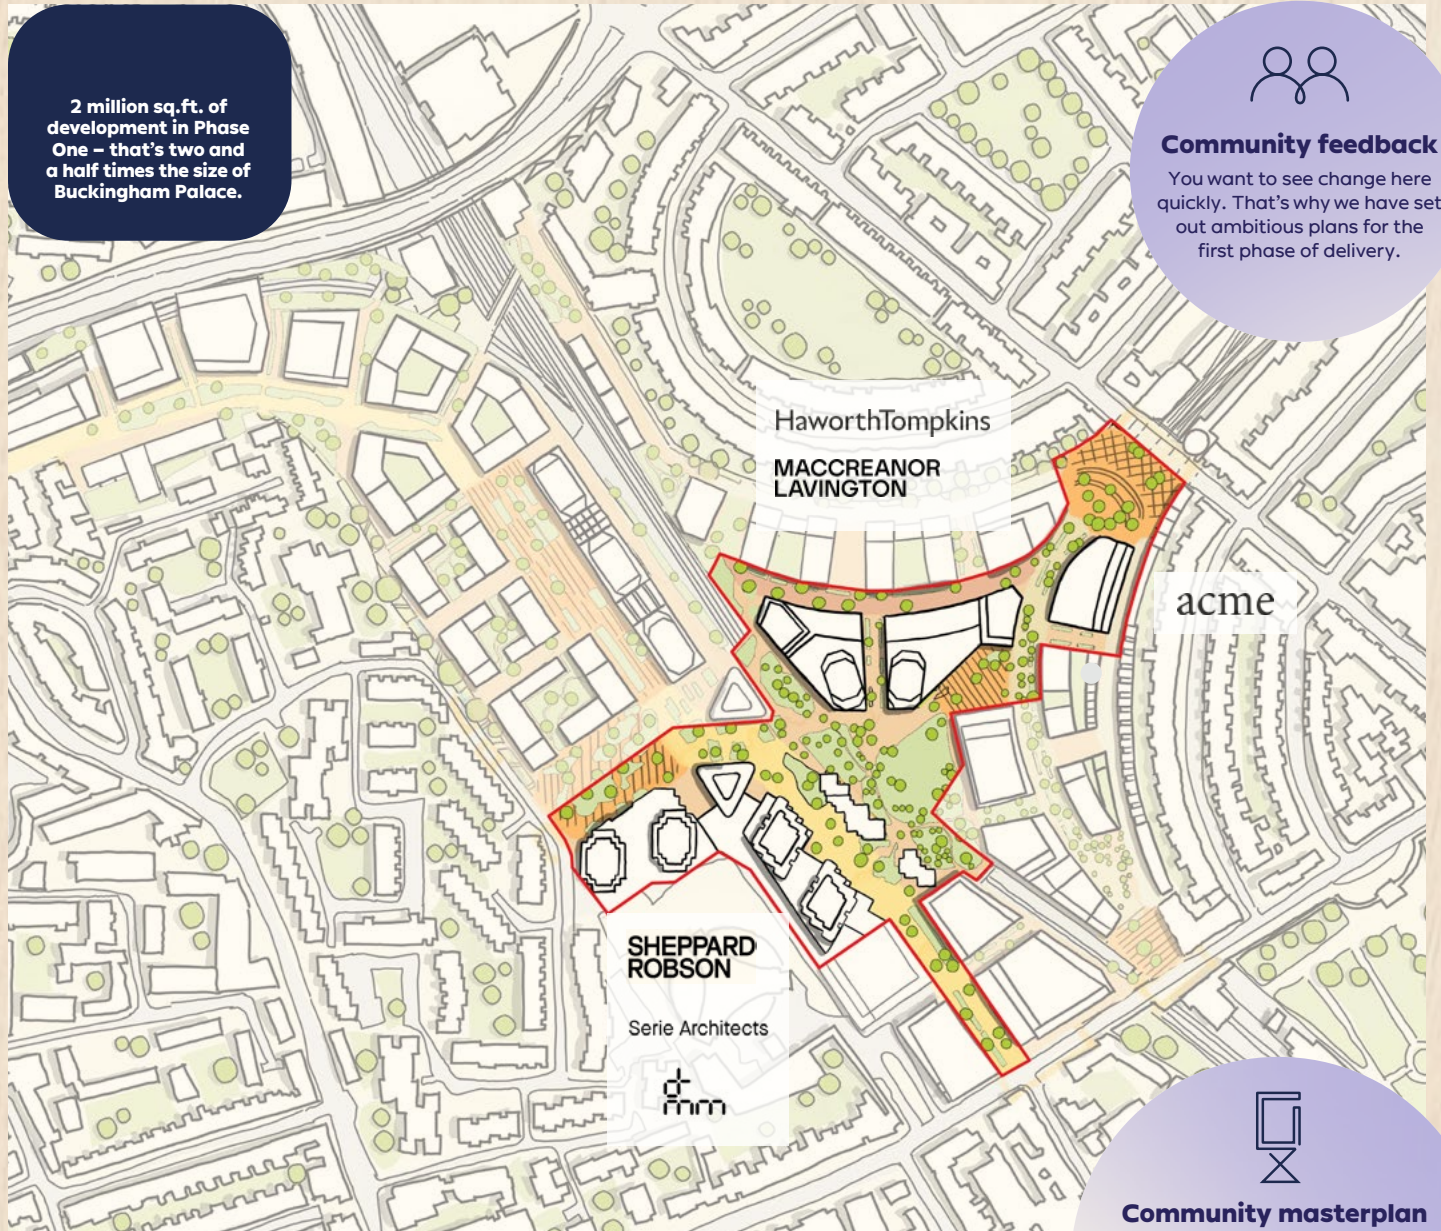 2 million sq.ft. of
development in Phase
One – that's two and
a half times the size of
Buckingham Palace.
Community feedback
You want to see change here
quickly. That's why we have set
out ambitious plans for the
first phase of delivery.
HaworthTompkins
MACCREANOR
LAVINGTON
acme
SHEPPARD
ROBSON
Serie Architects
dmm
Community masterplan